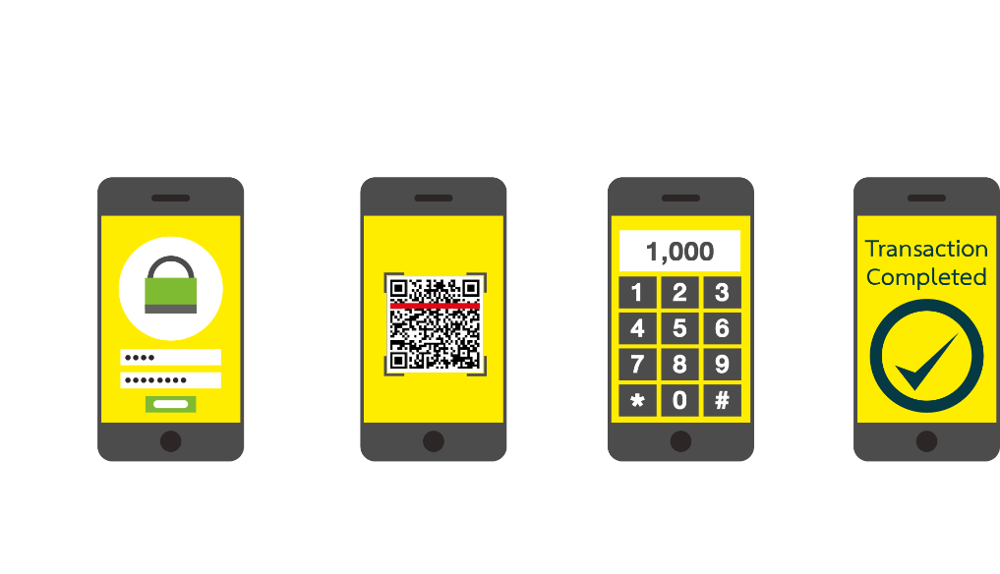 1,000
1 2 3
4 5 6
7 8 9
* 0 #
Transaction
Completed